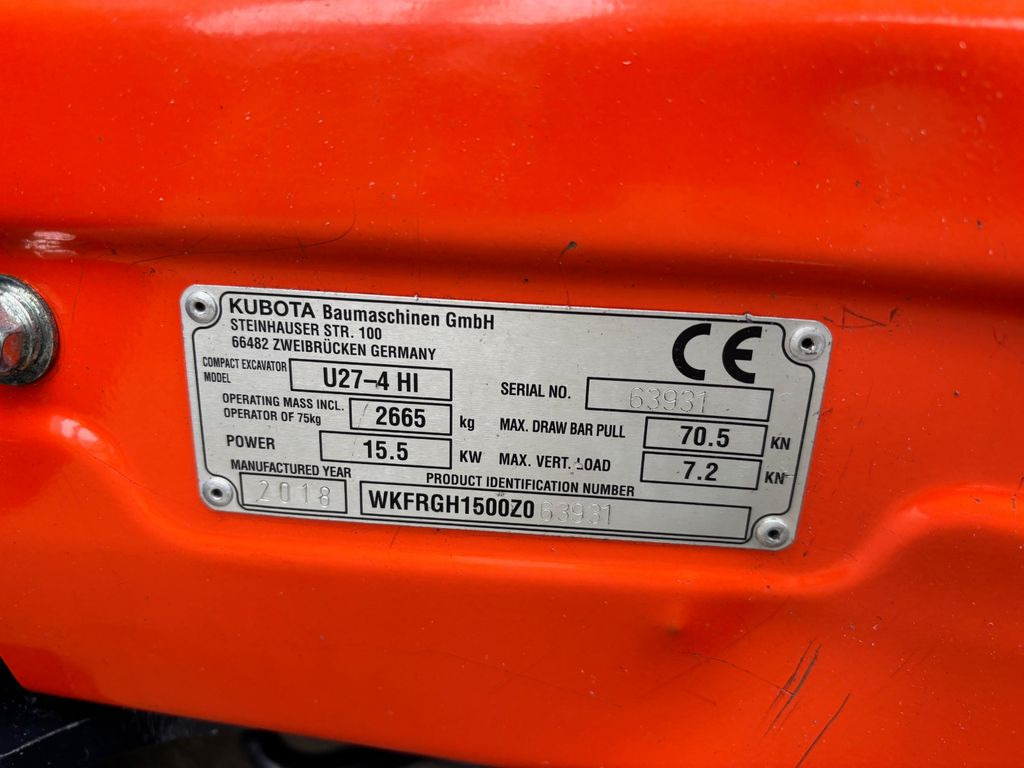 KUBOTA Baumaschinen GmbH
STEINHAUSER STR. 100
66482 ZWEIBRÜCKEN GERMANY
CE
COMPACT EXCAVATOR
MODEL
U27-4 HI
SERIAL NO. 63931
OPERATING MASS INCL.
OPERATOR OF 75kg
2665 kg
MAX. DRAW BAR PULL 70.5 KN
POWER 15.5 KW
MAX. VERT. LOAD 7.2 KN
MANUFACTURED YEAR
2018
PRODUCT IDENTIFICATION NUMBER
WKFRGH1500Z063931